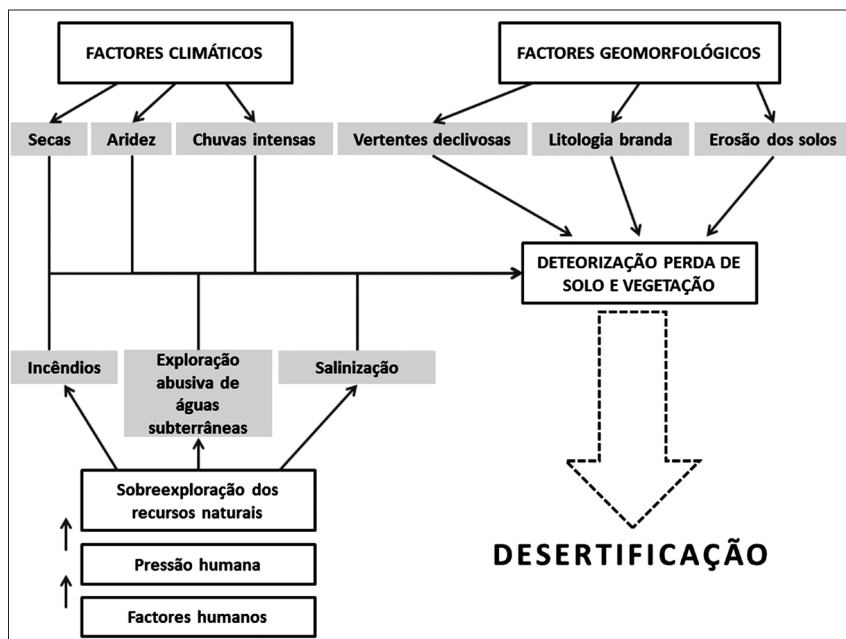 FACTORES CLIMÁTICOS
FACTORES GEOMORFOLÓGICOS
Secas
Aridez
Chuvas intensas
Vertentes declivosas
Litologia branda
Erosão dos solos
DETEORIZAÇÃO PERDA DE
SOLO E VEGETAÇÃO
Incêndios
Exploração
abusiva de
águas
subterrâneas
Salinização
Sobreexploração dos
recursos naturais
Pressão humana
Factores humanos
DESERTIFICAÇÃO